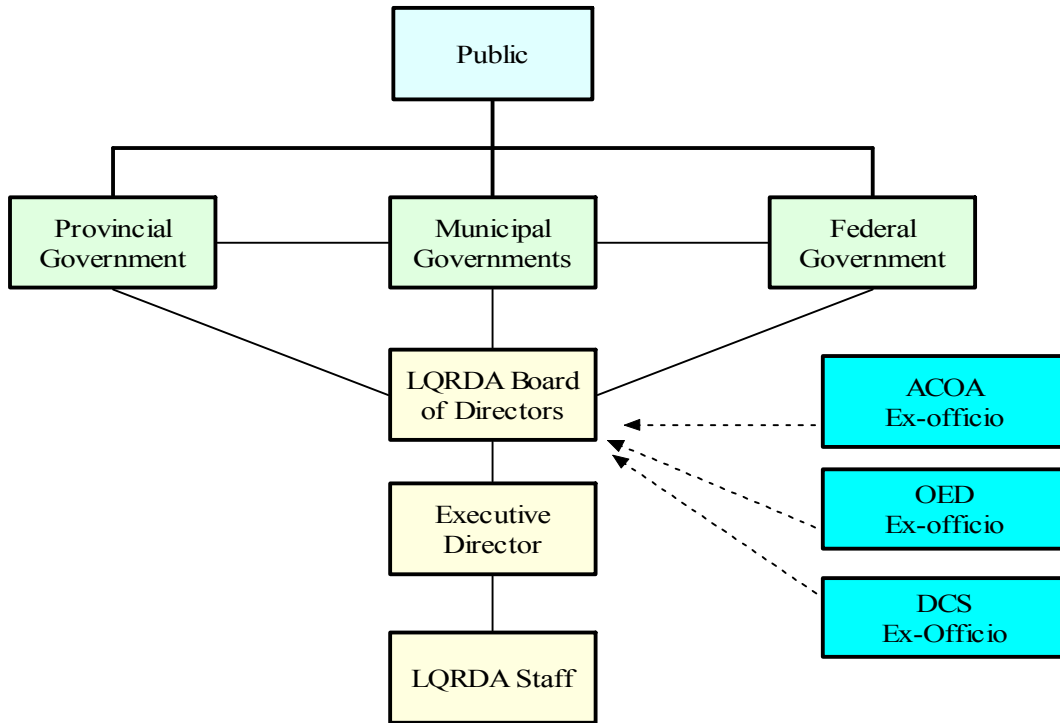 Public
Provincial
Government
Municipal
Governments
Federal
Government
LQRDA Board
of Directors
ACOA
Ex-officio
OED
Ex-officio
Executive
Director
DCS
Ex-Officio
LQRDA Staff